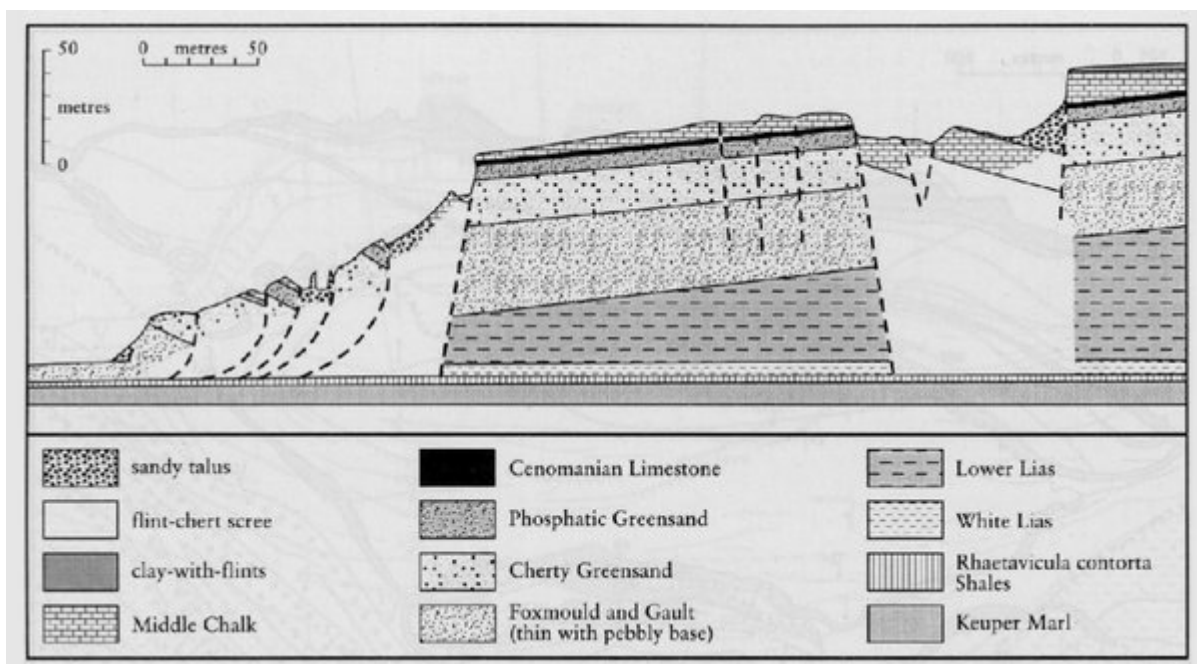 50
0 metres 50
metres
0
sandy talus
flint-chert scree
clay-with-flints
Middle Chalk
Cenomanian Limestone
Phosphatic Greensand
Cherty Greensand
Foxmould and Gault
(thin with pebbly base)
Lower Lias
White Lias
Rhaetavicula contorta
Shales
Keuper Marl